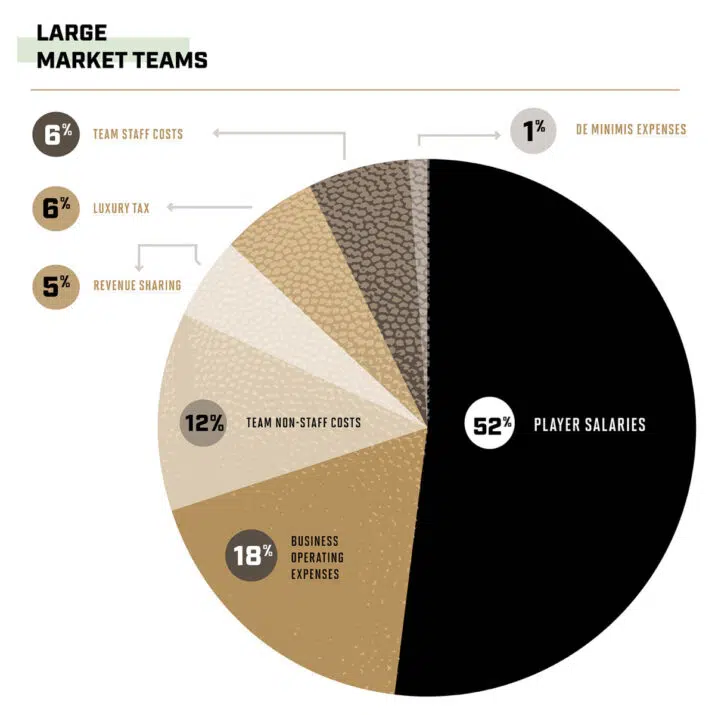 LARGE
MARKET TEAMS
6% TEAM STAFF COSTS
1% DE MINIMIS EXPENSES
6% LUXURY TAX
5% REVENUE SHARING
12% TEAM NON-STAFF COSTS
52% PLAYER SALARIES
18% BUSINESS
OPERATING
EXPENSES